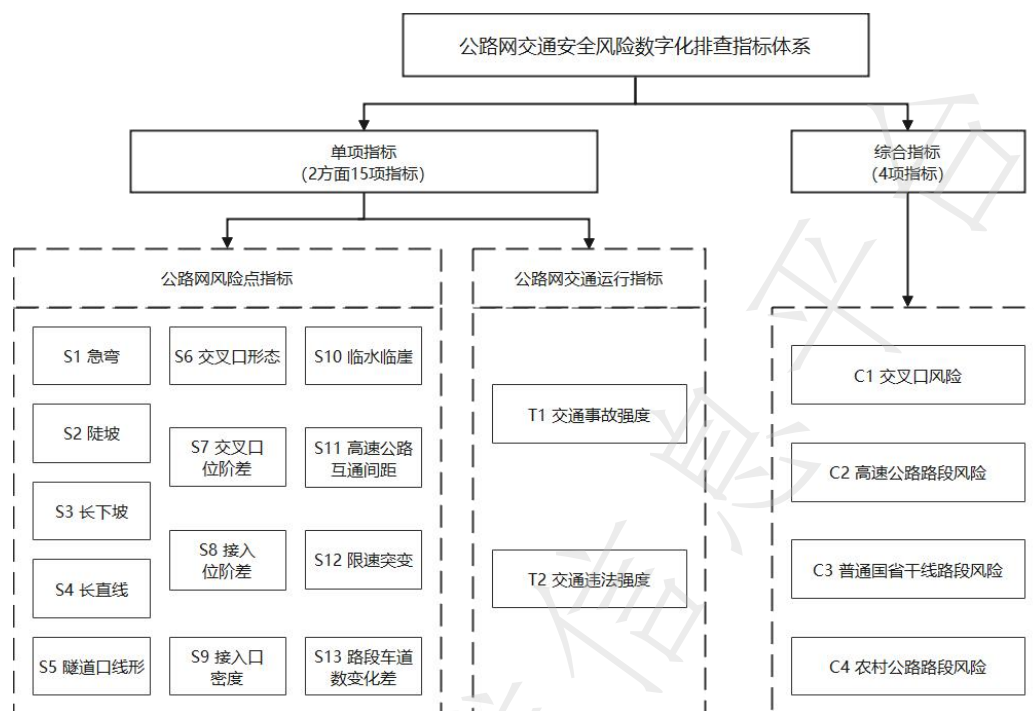 公路网交通安全风险数字化排查指标体系
单项指标
(2方面15项指标)
综合指标
(4项指标)
公路网风险点指标
公路网交通运行指标
S1 急弯
S2 陡坡
S3 长下坡
S4 长直线
S5 隧道口线形
S6 交叉口形态
S7 交叉口
位阶差
S8 接入
位阶差
S9 接入口
密度
S10 临水临崖
S11 高速公路
互通间距
S12 限速突变
S13 路段车道
数变化差
T1 交通事故强度
T2 交通违法强度
C1 交叉口风险
C2 高速公路路段风险
C3 普通国省干线路段风险
C4 农村公路路段风险
信息平台